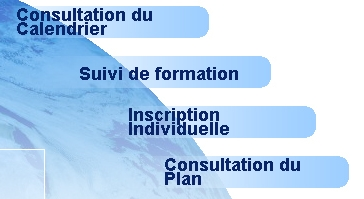 Consultation du
Calendrier
Suivi de formation
Inscription
Individuelle
Consultation du
Plan